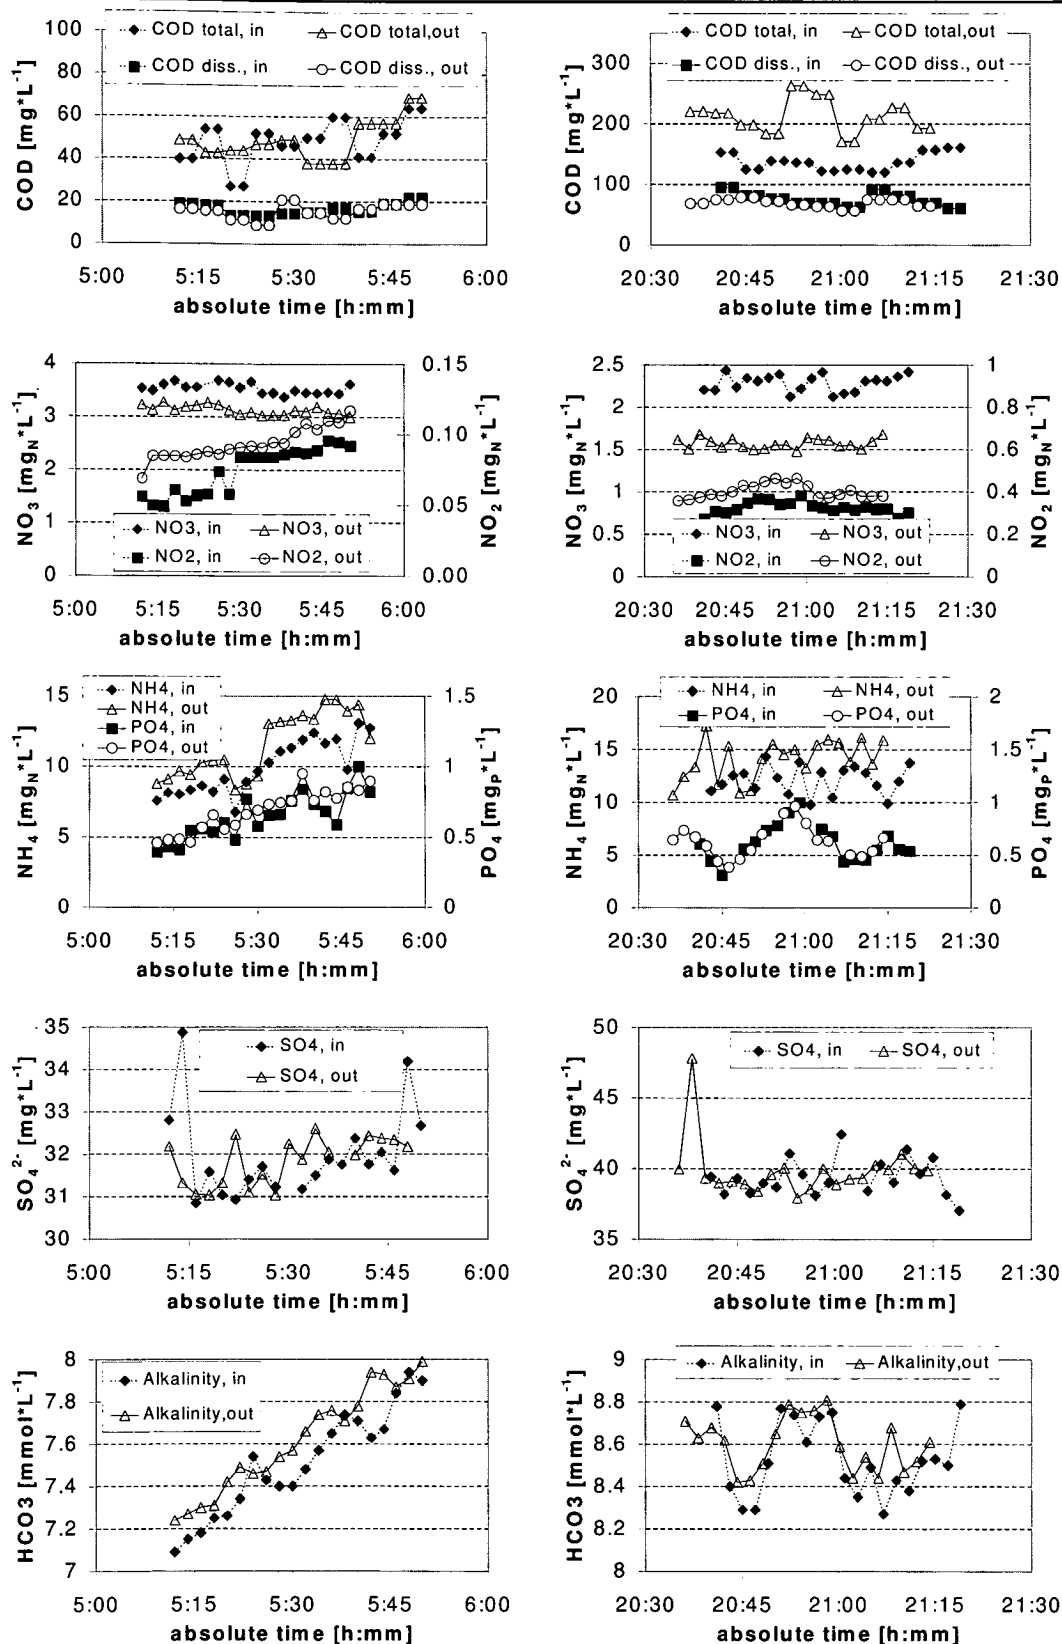 100
80
60
40
20
0
COD [mg*L-1]
COD total, in
COD total,out
COD diss., in
COD diss., out
5:00 5:15 5:30 5:45 6:00
absolute time [h:mm]
300
200
100
0
COD [mg*L-1]
COD total, in
COD total,out
COD diss., in
COD diss., out
20:30 20:45 21:00 21:15 21:30
absolute time [h:mm]
4
3
2
1
0
NO3 [mgN*L-1]
0.15
0.10
0.05
0.00
NO2 [mgN*L-1]
NO3, in
NO3, out
NO2, in
NO2, out
5:00 5:15 5:30 5:45 6:00
absolute time [h:mm]
2.5
2
1.5
1
0.5
0
NO3 [mgN*L-1]
1
0.8
0.6
0.4
0.2
0
NO2 [mgN*L-1]
NO3, in
NO3, out
NO2, in
NO2, out
20:30 20:45 21:00 21:15 21:30
absolute time [h:mm]
15
10
5
0
NH4 [mgN*L-1]
1.5
1
0.5
0
PO4 [mgP*L-1]
NH4, in
NH4, out
PO4, in
PO4, out
5:00 5:15 5:30 5:45 6:00
absolute time [h:mm]
20
15
10
5
0
NH4 [mgN*L-1]
2
1.5
1
0.5
0
PO4 [mgP*L-1]
NH4, in
NH4, out
PO4, in
PO4, out
20:30 20:45 21:00 21:15 21:30
absolute time [h:mm]
35
34
33
32
31
30
SO42- [mg*L-1]
SO4, in
SO4, out
5:00 5:15 5:30 5:45 6:00
absolute time [h:mm]
50
45
40
35
SO42- [mg*L-1]
SO4, in
SO4, out
20:30 20:45 21:00 21:15 21:30
absolute time [h:mm]
8
7.8
7.6
7.4
7.2
7
HCO3 [mmol*L-1]
Alkalinity, in
Alkalinity,out
5:00 5:15 5:30 5:45 6:00
absolute time [h:mm]
9
8.8
8.6
8.4
8.2
8
HCO3 [mmol*L-1]
Alkalinity, in
Alkalinity,out
20:30 20:45 21:00 21:15 21:30
absolute time [h:mm]